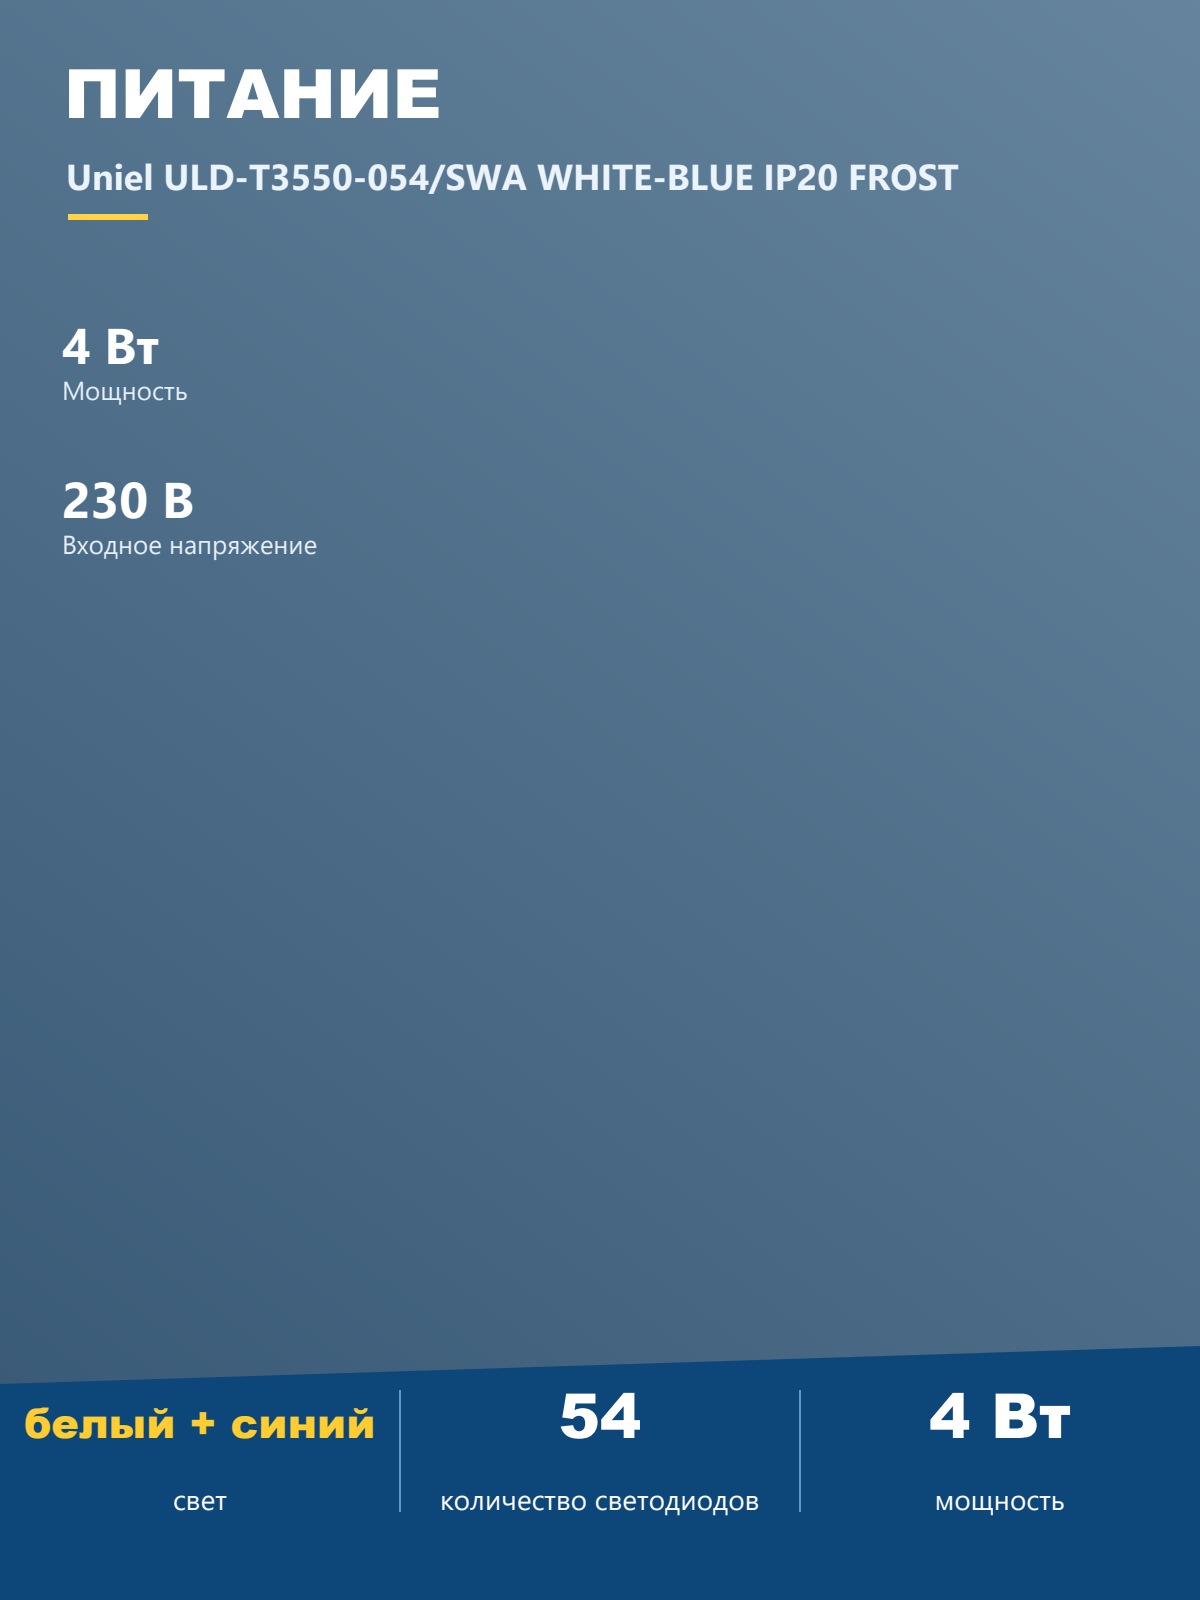 ПИТАНИЕ
Uniel ULD-T3550-054/SWA WHITE-BLUE IP20 FROST
4 Вт
Мощность
230 В
Входное напряжение
белый + синий
свет
54
количество светодиодов
4 Вт
мощность